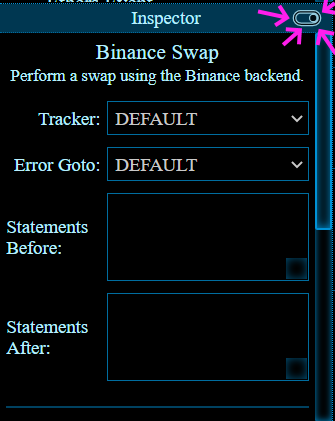 Inspector
Binance Swap
Perform a swap using the Binance backend.
Tracker: DEFAULT
Error Goto: DEFAULT
Statements
Before:
Statements
After: